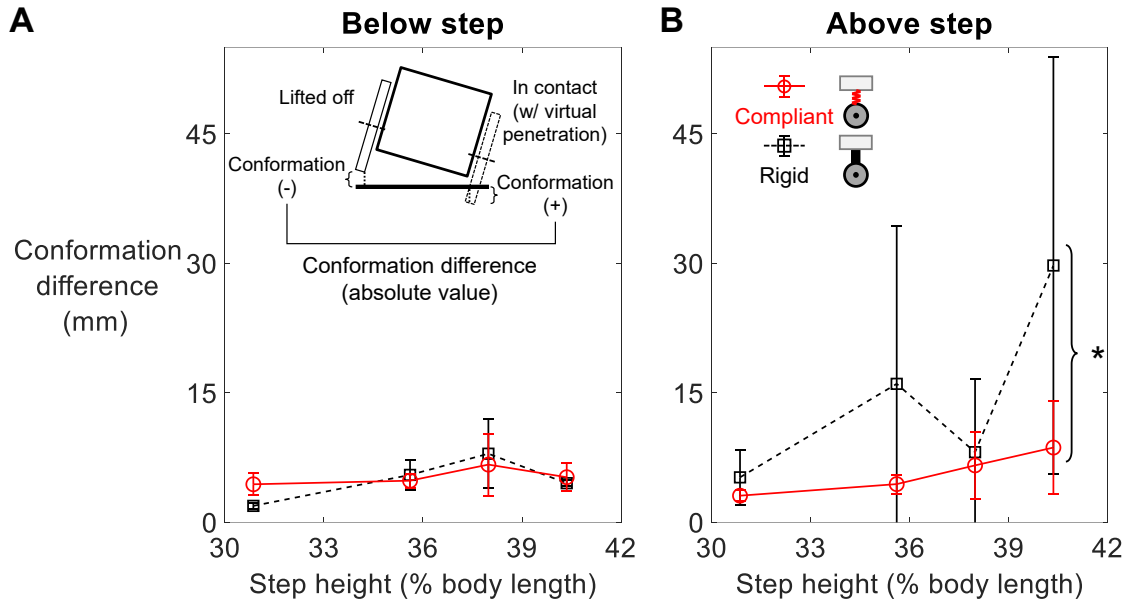 A
Below step
Lifted off
In contact
(w/ virtual
penetration)
Conformation
(-)
Conformation
(+)
Conformation difference
(absolute value)
Conformation
difference
(mm)
45
30
15
0
30
33
36
39
42
Step height (% body length)
B
Above step
Compliant
Rigid
*
45
30
15
0
30
33
36
39
42
Step height (% body length)